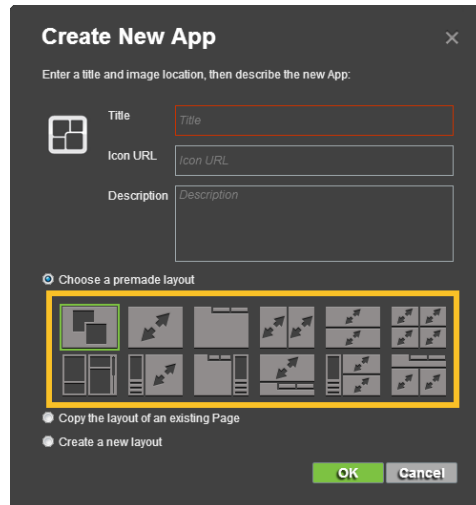 Create New App
Enter a title and image location, then describe the new App:
Title
Title
Icon URL
Icon URL
Description
Description
Choose a premade layout
Copy the layout of an existing Page
Create a new layout
OK
Cancel